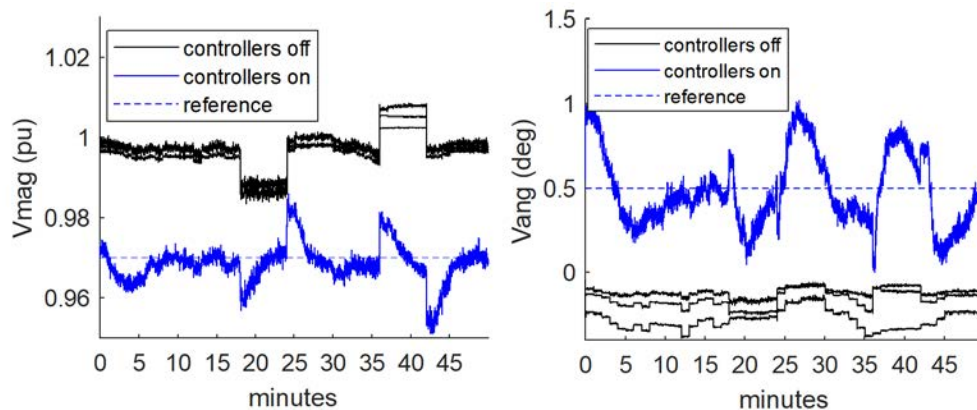 1.02
1
0.98
0.96
Vmag (pu)
controllers off
controllers on
reference
0 5 10 15 20 25 30 35 40 45
minutes
1.5
1
0.5
0
Vang (deg)
controllers off
controllers on
reference
0 5 10 15 20 25 30 35 40 45
minutes